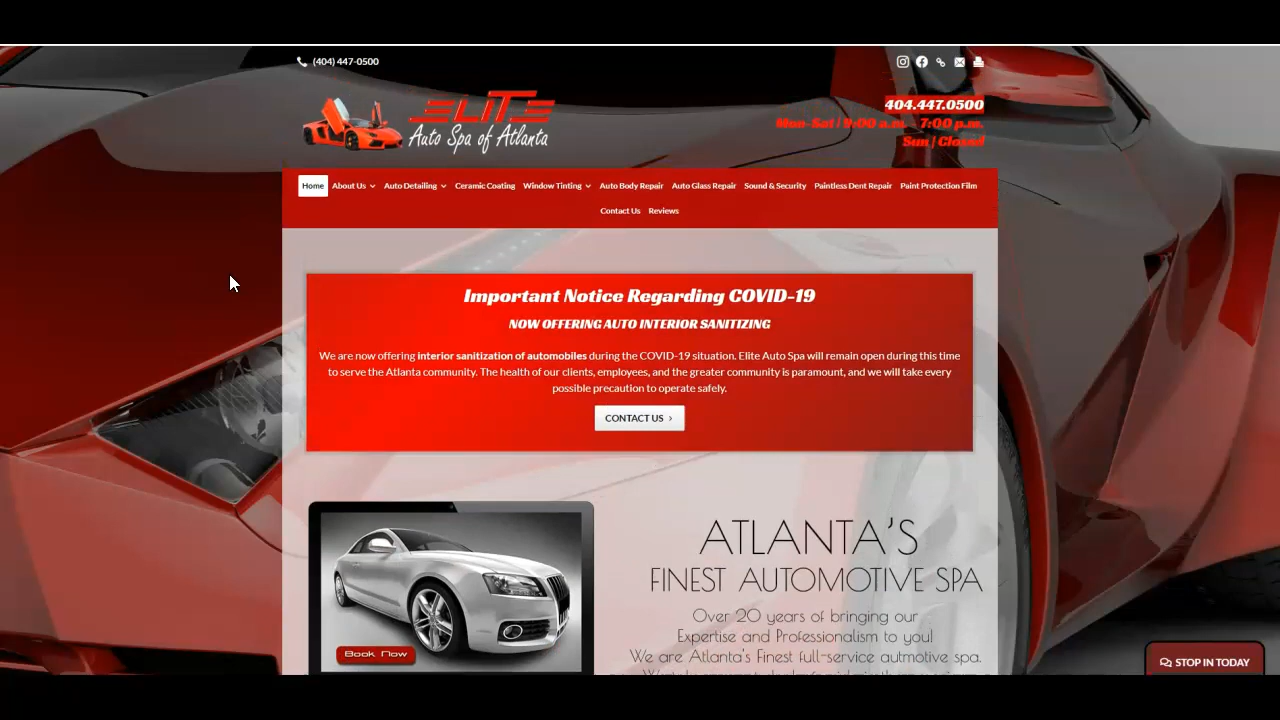 (404) 447-0500
ELITE
Auto Spa of Atlanta
404.447.0500
Mon-Sat | 9:00 a.m. - 7:00 p.m.
Sun | Closed
Home About Us Auto Detailing Ceramic Coating Window Tinting Auto Body Repair Auto Glass Repair Sound & Security Paintless Dent Repair Paint Protection Film
Contact Us Reviews
Important Notice Regarding COVID-19
NOW OFFERING AUTO INTERIOR SANITIZING
We are now offering interior sanitization of automobiles during the COVID-19 situation. Elite Auto Spa will remain open during this time
to serve the Atlanta community. The health of our clients, employees, and the greater community is paramount, and we will take every
possible precaution to operate safely.
CONTACT US
Book Now
ATLANTA'S
FINEST AUTOMOTIVE SPA
Over 20 years of bringing our
Expertise and Professionalism to you!
We are Atlanta's Finest full-service autmotive spa.
STOP IN TODAY